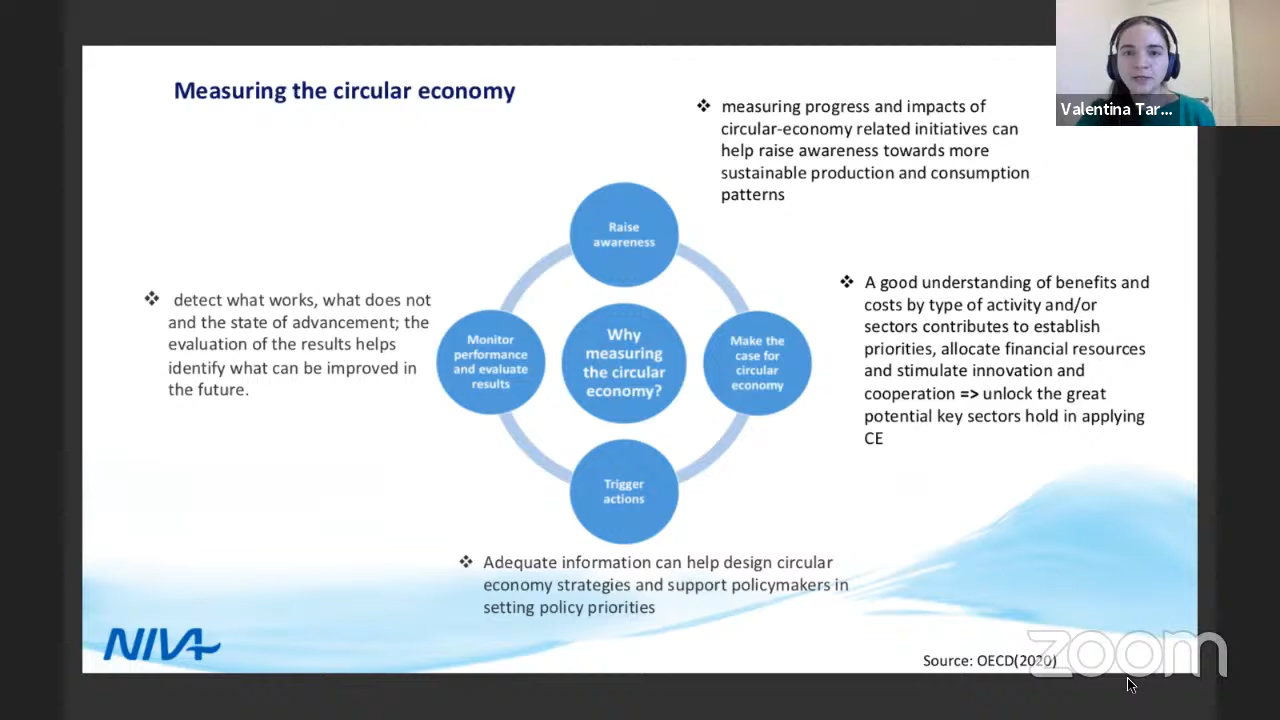 Measuring the circular economy
❖ measuring progress and impacts of
circular-economy related initiatives can
help raise awareness towards more
sustainable production and consumption
patterns
Valentina Tar...
Raise
awareness
❖ detect what works, what does not
and the state of advancement; the
evaluation of the results helps
identify what can be improved in
the future.
Monitor
performance
and evaluate
results
Why
measuring
the circular
economy?
Make the
case for
circular
economy
❖ A good understanding of benefits and
costs by type of activity and/or
sectors contributes to establish
priorities, allocate financial resources
and stimulate innovation and
cooperation => unlock the great
potential key sectors hold in applying
CE
Trigger
actions
❖ Adequate information can help design circular
economy strategies and support policymakers in
setting policy priorities
NIVA
Source: OECD(2020)
zoom